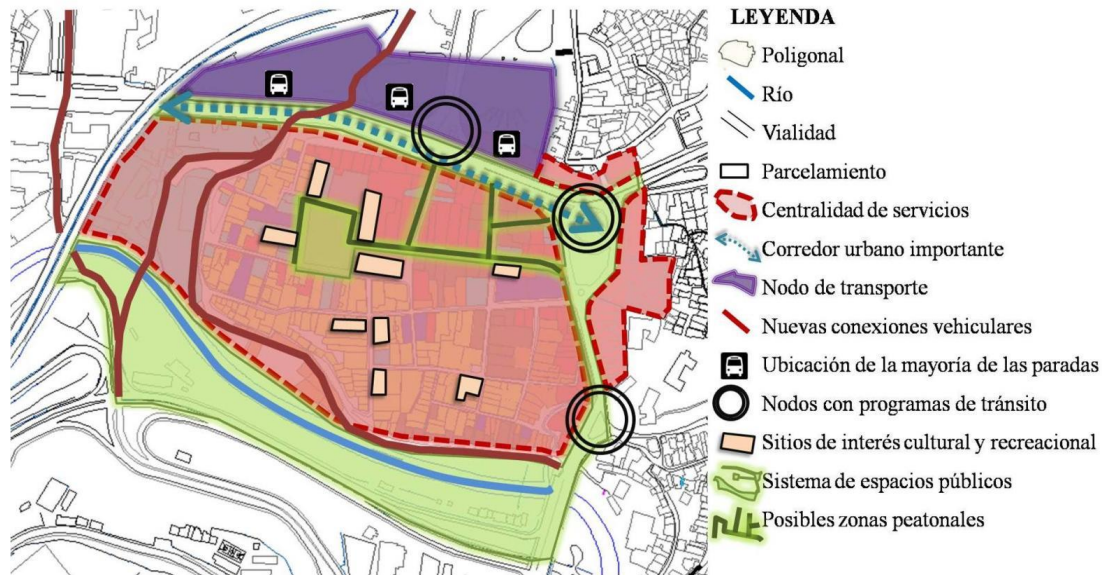 LEYENDA
Poligonal
Río
Vialidad
Parcelamiento
Centralidad de servicios
Corredor urbano importante
Nodo de transporte
Nuevas conexiones vehiculares
Ubicación de la mayoría de las paradas
Nodos con programas de tránsito
Sitios de interés cultural y recreacional
Sistema de espacios públicos
Posibles zonas peatonales